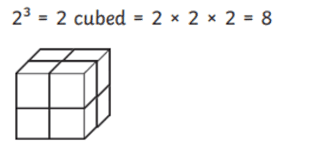 2³ = 2 cubed = 2 × 2 × 2 = 8